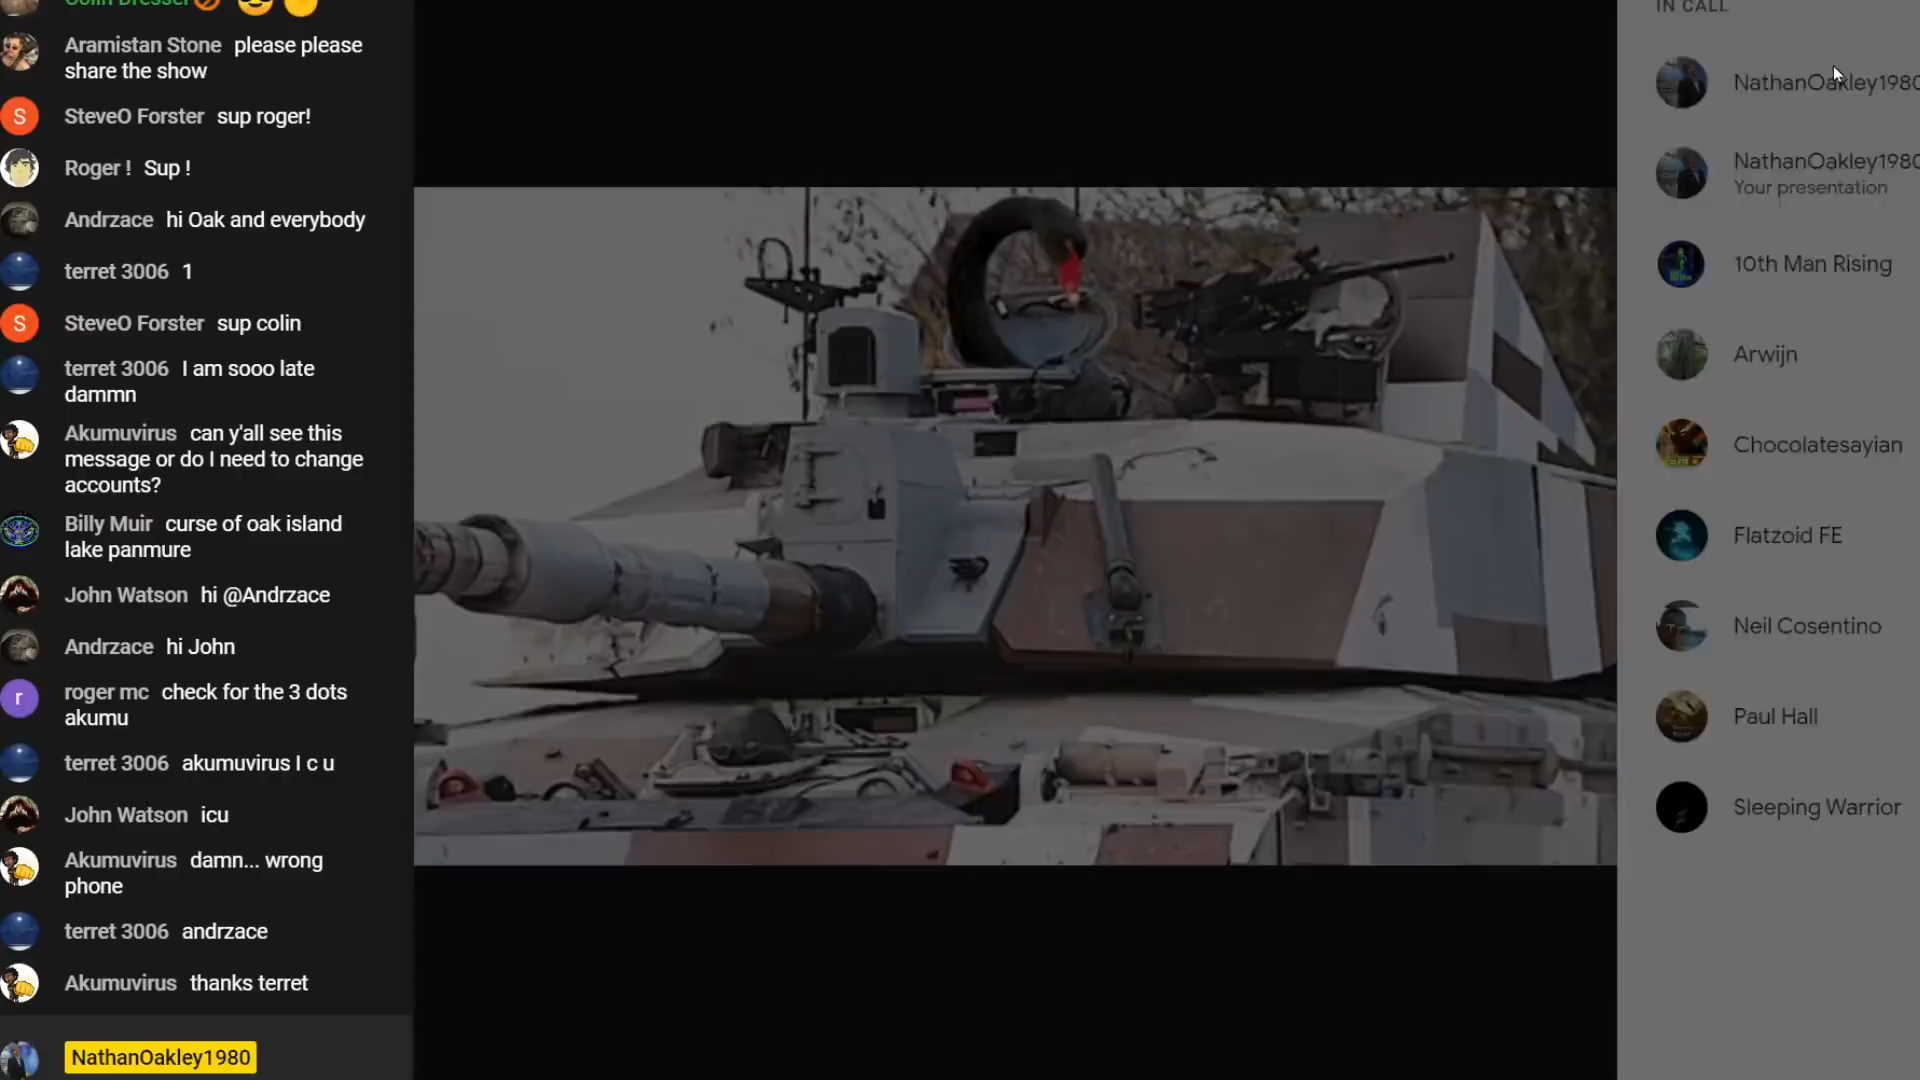 Colin Dresser
Aramistan Stone please please
share the show
SteveO Forster sup roger!
Roger ! Sup !
Andrzace hi Oak and everybody
terret 3006 1
SteveO Forster sup colin
terret 3006 I am sooo late
dammn
Akumuvirus can y'all see this
message or do I need to change
accounts?
Billy Muir curse of oak island
lake panmure
John Watson hi @Andrzace
Andrzace hi John
roger mc check for the 3 dots
akumu
terret 3006 akumuvirus I c u
John Watson icu
Akumuvirus damn... wrong
phone
terret 3006 andrzace
Akumuvirus thanks terret
NathanOakley1980
IN CALL
NathanOakley1980
NathanOakley1980
Your presentation
10th Man Rising
Arwijn
Chocolatesayian
Flatzoid FE
Neil Cosentino
Paul Hall
Sleeping Warrior